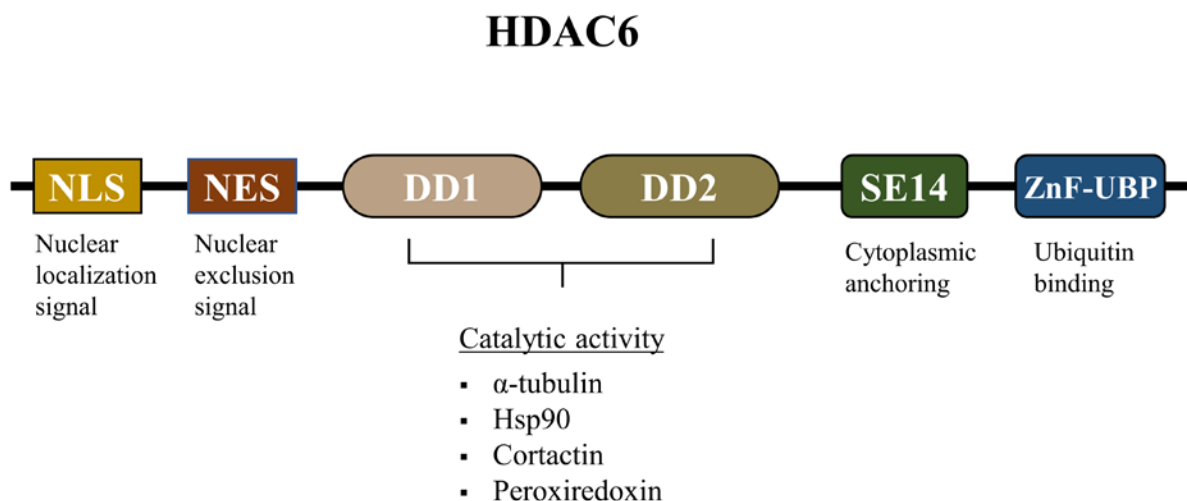 HDAC6
NLS NES DD1 DD2 SE14 ZnF-UBP
Nuclear
localization
signal
Nuclear
exclusion
signal
Cytoplasmic
anchoring
Ubiquitin
binding
Catalytic activity
▪ α-tubulin
▪ Hsp90
▪ Cortactin
▪ Peroxiredoxin